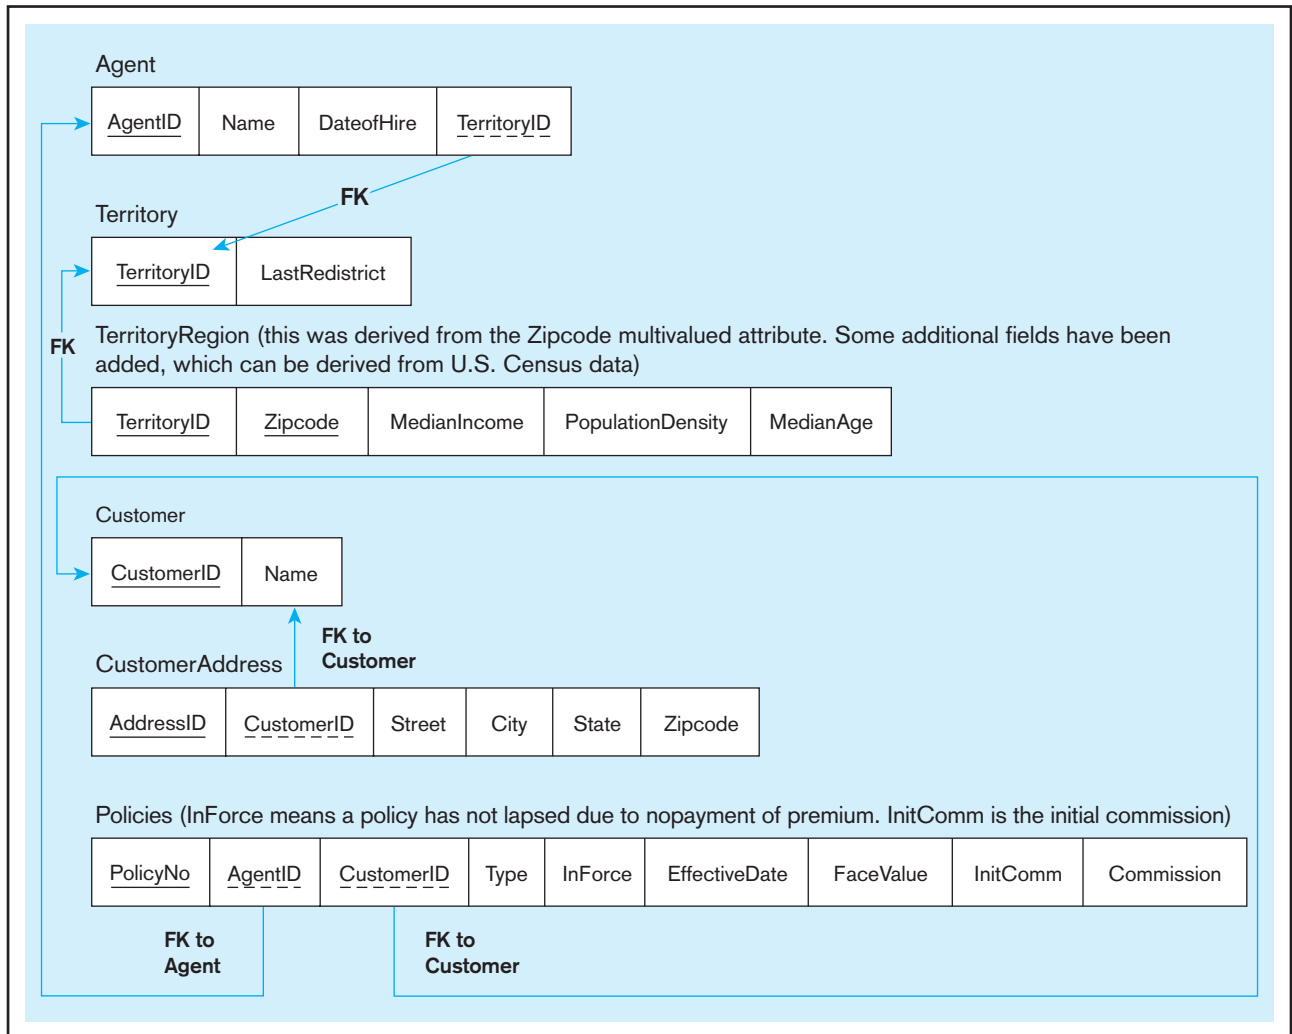 Agent
AgentID Name DateofHire TerritoryID
FK
Territory
TerritoryID LastRedistrict
FK
TerritoryRegion (this was derived from the Zipcode multivalued attribute. Some additional fields have been
added, which can be derived from U.S. Census data)
TerritoryID Zipcode MedianIncome PopulationDensity MedianAge
Customer
CustomerID Name
FK to
Customer
CustomerAddress
AddressID CustomerID Street City State Zipcode
Policies (InForce means a policy has not lapsed due to nopayment of premium. InitComm is the initial commission)
PolicyNo AgentID CustomerID Type InForce EffectiveDate FaceValue InitComm Commission
FK to
Agent
FK to
Customer